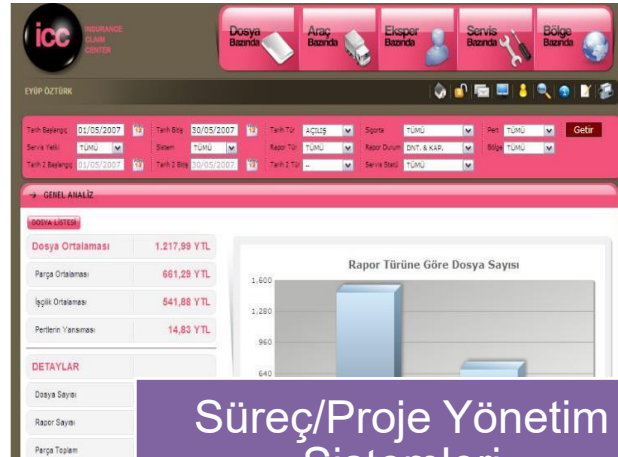 icc INSURANCE
CLAIM
CENTER
Dosya
Bazında
Araç
Bazında
Eksper
Bazında
Servis
Bazında
Bölge
Bazında
EYÜP ÖZTÜRK
Tarih Başlangıç 01/05/2007 Tarih Bitiş 30/05/2007 Tarih Tür AÇILIŞ Sigorta TÜMÜ Pert TÜMÜ Getir
Servis Yetki TÜMÜ Sistem TÜMÜ Rapor Tür TÜMÜ Rapor Durum DNT. & KAP. Bölge TÜMÜ
Tarih 2 Başlangıç 01/05/2007 Tarih 2 Bitiş 30/05/2007 Tarih 2 Tür -- Servis Statü TÜMÜ
→ GENEL ANALİZ
DOSYA LİSTESİ
Dosya Ortalaması 1.217,99 YTL
Parça Ortalaması 661,29 YTL
İşçilik Ortalaması 541,88 YTL
Pertlerin Yansıması 14,83 YTL
DETAYLAR
Dosya Sayısı
Rapor Sayısı
Parça Toplam
Rapor Türüne Göre Dosya Sayısı
1,600
1,280
960
640
Süreç/Proje Yönetim
Sistemleri